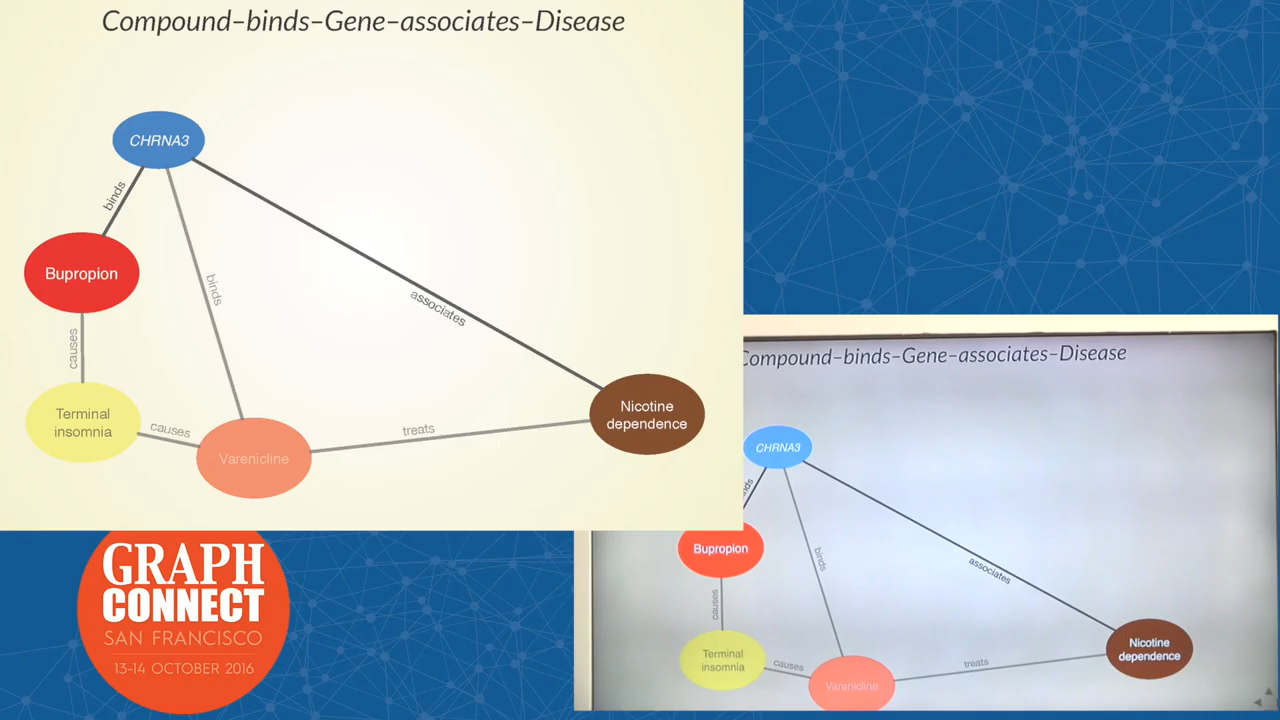 Compound–binds–Gene–associates–Disease
CHRNA3
binds
Bupropion
binds
associates
causes
Terminal
insomnia
causes
Varenicline
treats
Nicotine
dependence
GRAPH
CONNECT
SAN FRANCISCO
13-14 OCTOBER 2016
Compound–binds–Gene–associates–Disease
CHRNA3
Bupropion
binds
associates
causes
Terminal
insomnia
causes
Varenicline
treats
Nicotine
dependence